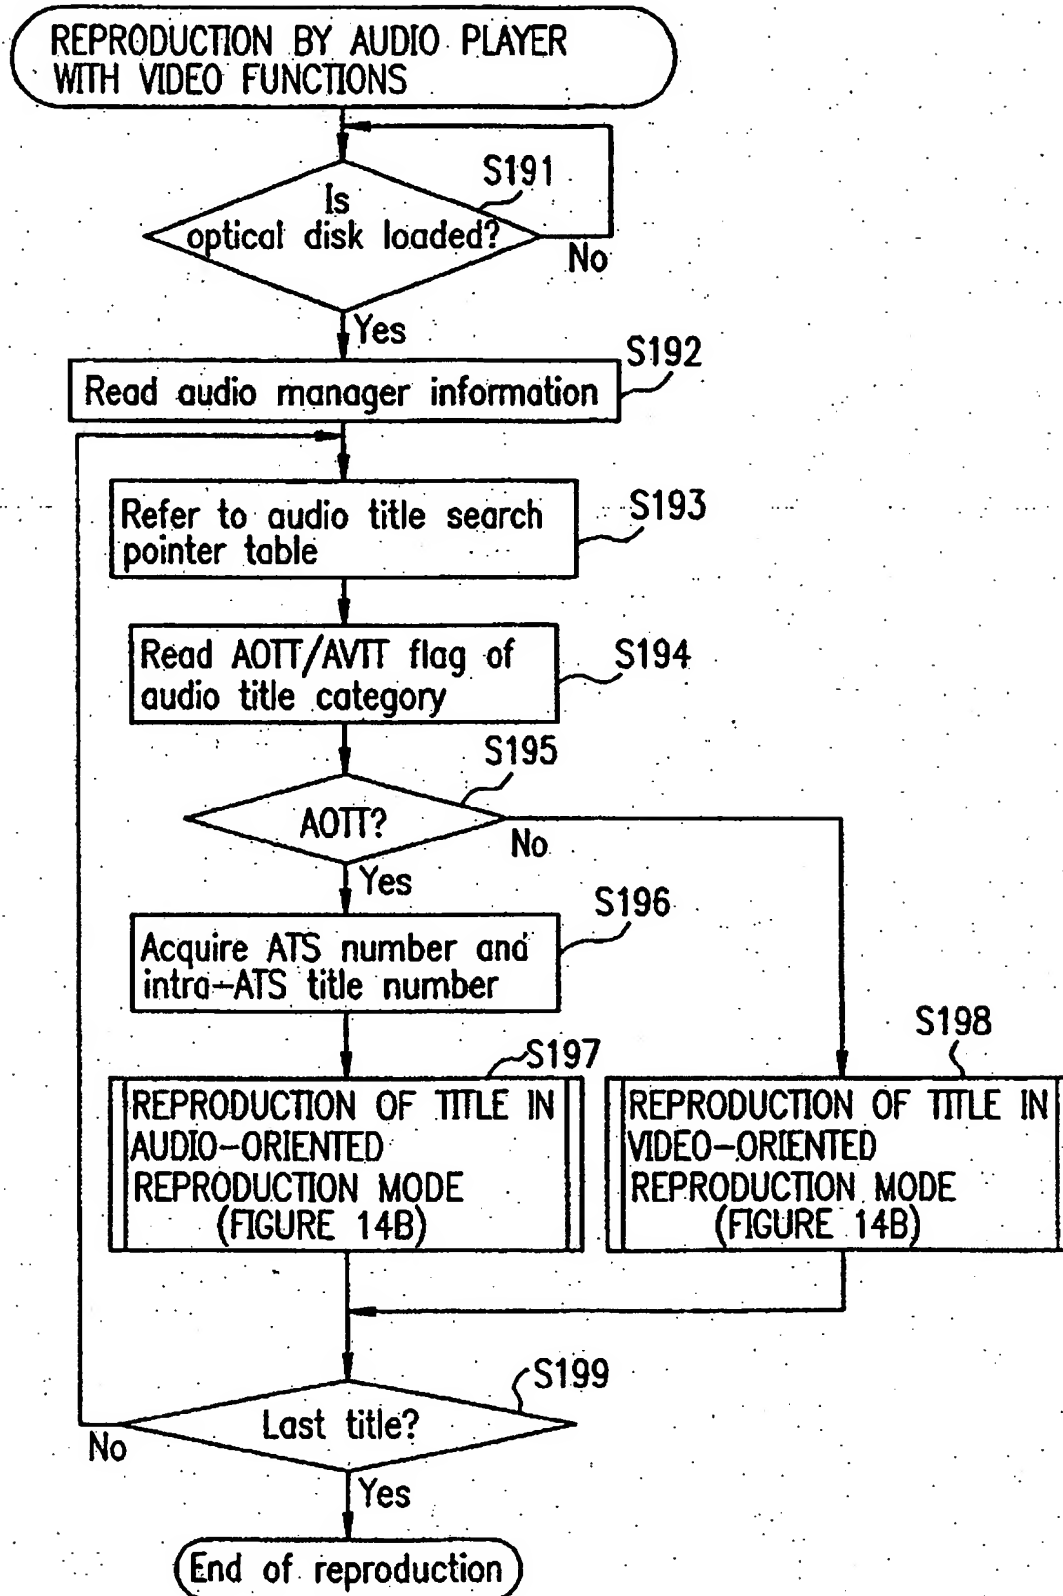 REPRODUCTION BY AUDIO PLAYER
WITH VIDEO FUNCTIONS
S191
Is
optical disk loaded?
No
Yes
S192
Read audio manager information
S193
Refer to audio title search
pointer table
S194
Read AOTT/AVTT flag of
audio title category
S195
AOTT?
No
Yes
S196
Acquire ATS number and
intra-ATS title number
S197
REPRODUCTION OF TITLE IN
AUDIO-ORIENTED
REPRODUCTION MODE
(FIGURE 14B)
S198
REPRODUCTION OF TITLE IN
VIDEO-ORIENTED
REPRODUCTION MODE
(FIGURE 14B)
S199
Last title?
No
Yes
End of reproduction